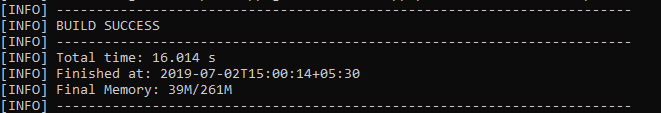 [INFO] ------------------------------------------------------------------------
[INFO] BUILD SUCCESS
[INFO] ------------------------------------------------------------------------
[INFO] Total time: 16.014 s
[INFO] Finished at: 2019-07-02T15:00:14+05:30
[INFO] Final Memory: 39M/261M
[INFO] ------------------------------------------------------------------------